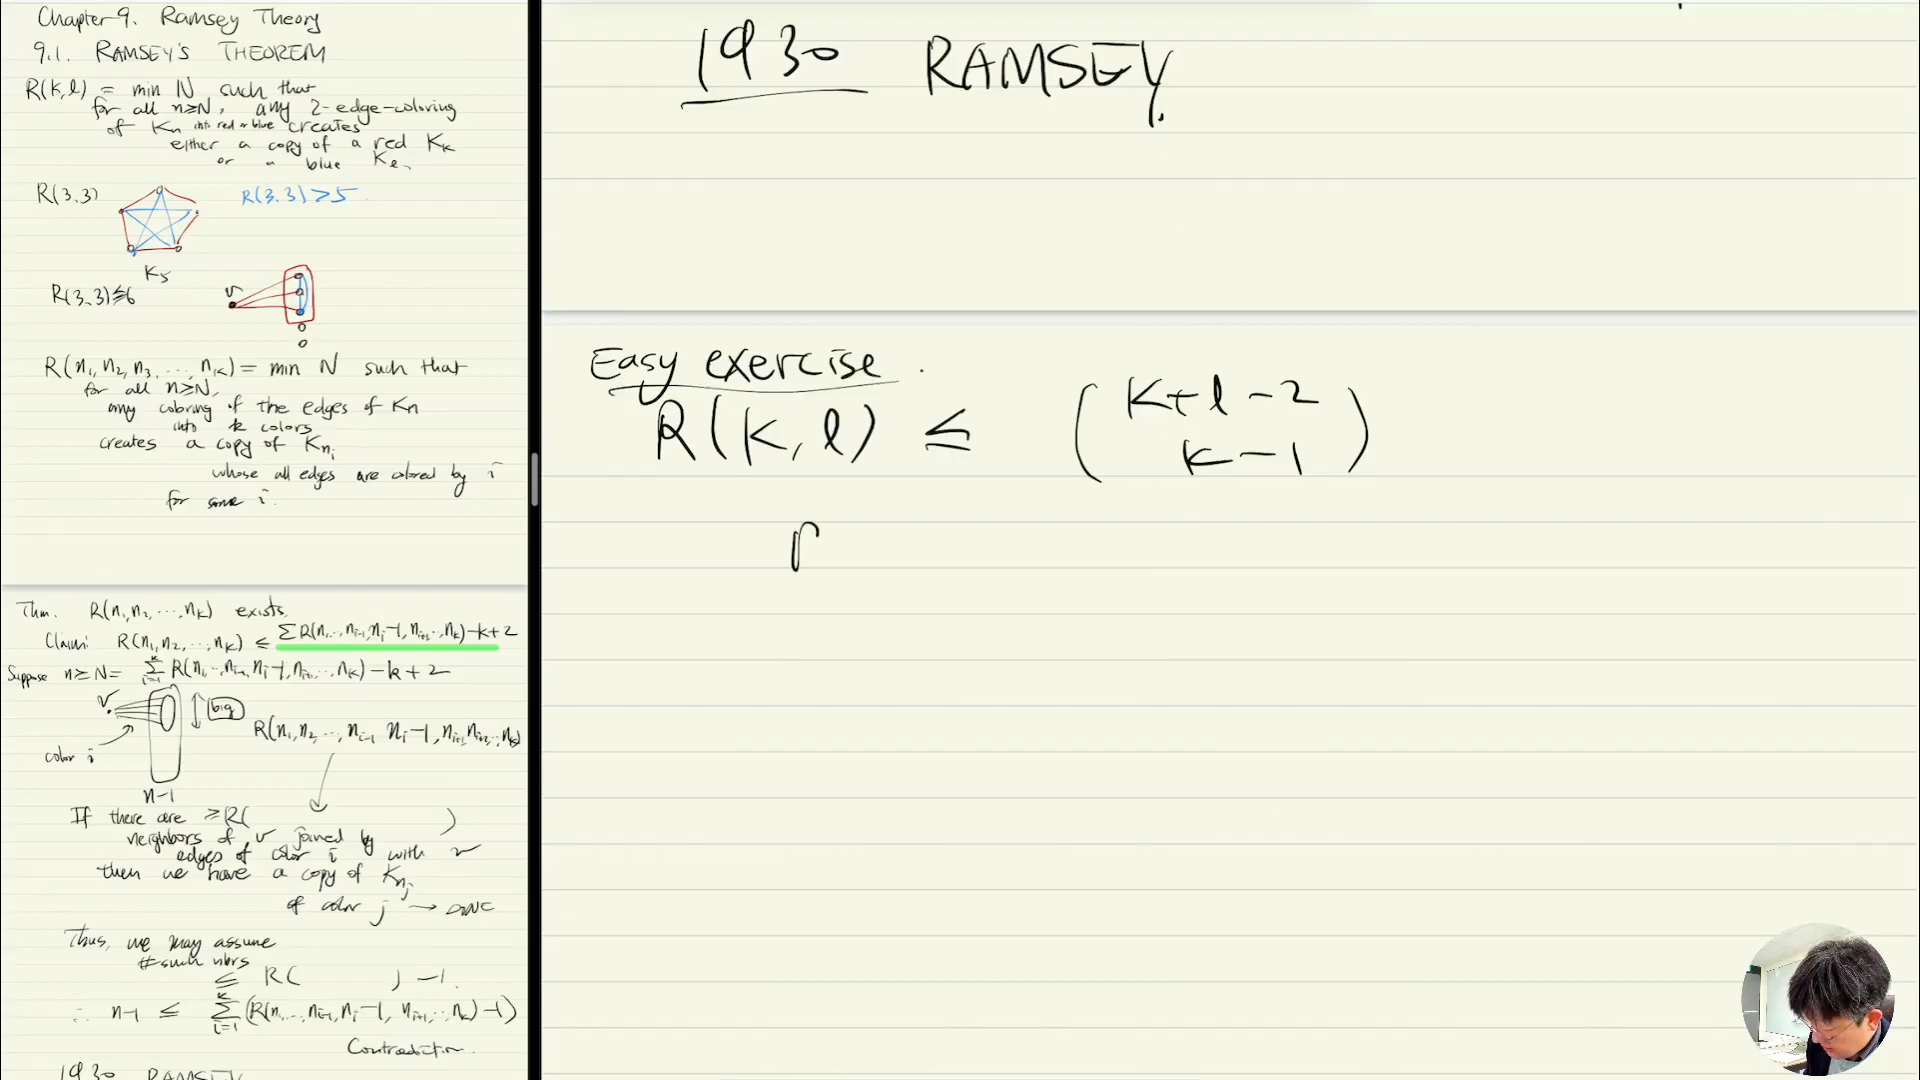 Chapter 9. Ramsey Theory
9.1. RAMSEY'S THEOREM
R(k,l) = min N such that
for all n≥N, any 2-edge-coloring
of Kn into red or blue creates
either a copy of a red Kk
or a blue Kl
R(3,3)
R(3,3)>5
K5
R(3,3)≤6
v
R(n1, n2, n3, ..., nk) = min N such that
for all n≥N,
any coloring of the edges of Kn
into k colors
creates a copy of Kni
whose all edges are colored by i
for some i.
Thm. R(n1, n2, ..., nk) exists.
Claim: R(n1, n2, ..., nk) ≤ ΣR(n1, ..., ni-1, ni-1, ni+1, ..., nk)-k+2
Suppose n≥N= Σ R(n1, ..., ni-1, ni-1, ni+1, ..., nk)-k+2
v
big
R(n1, n2, ..., ni-1, ni-1, ni+1, ni+2, ..., nk)
color i
n-1
If there are ≥R( )
neighbors of v joined by
edges of color i with v
then we have a copy of Knj
of color j →
Thus, we may assume
# such nbrs
≤ R( )-1.
∴ n-1 ≤ Σ (R(n1, ..., ni-1, ni-1, ni+1, ..., nk)-1)
i=1
Contradiction.
1930 RAMSEY
1930 RAMSEY.
Easy exercise.
R(k,l) ≤ (k+l-2
k-1)